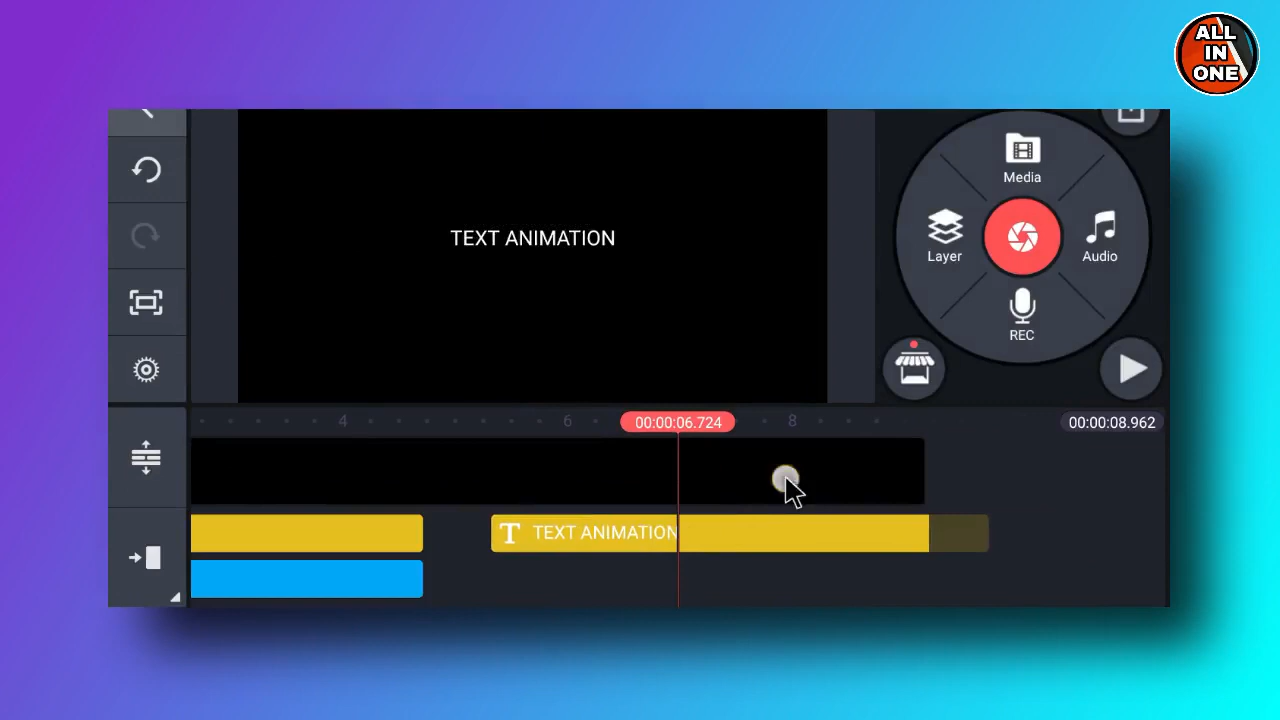 ALL
IN
ONE
Media
TEXT ANIMATION
Layer
Audio
REC
4
6
00:00:06.724
8
00:00:08.962
T TEXT ANIMATION